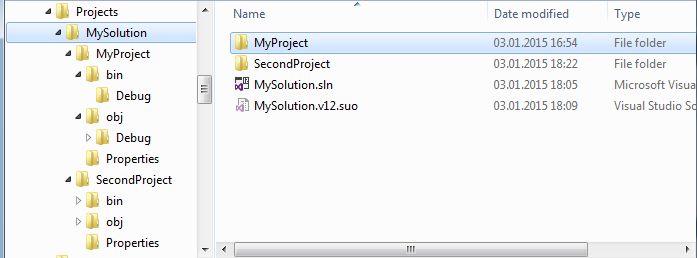 Projects
MySolution
MyProject
bin
Debug
obj
Debug
Properties
SecondProject
bin
obj
Properties
Name Date modified Type
MyProject 03.01.2015 16:54 File folder
SecondProject 03.01.2015 18:22 File folder
MySolution.sln 03.01.2015 18:05 Microsoft Visua
MySolution.v12.suo 03.01.2015 18:09 Visual Studio So